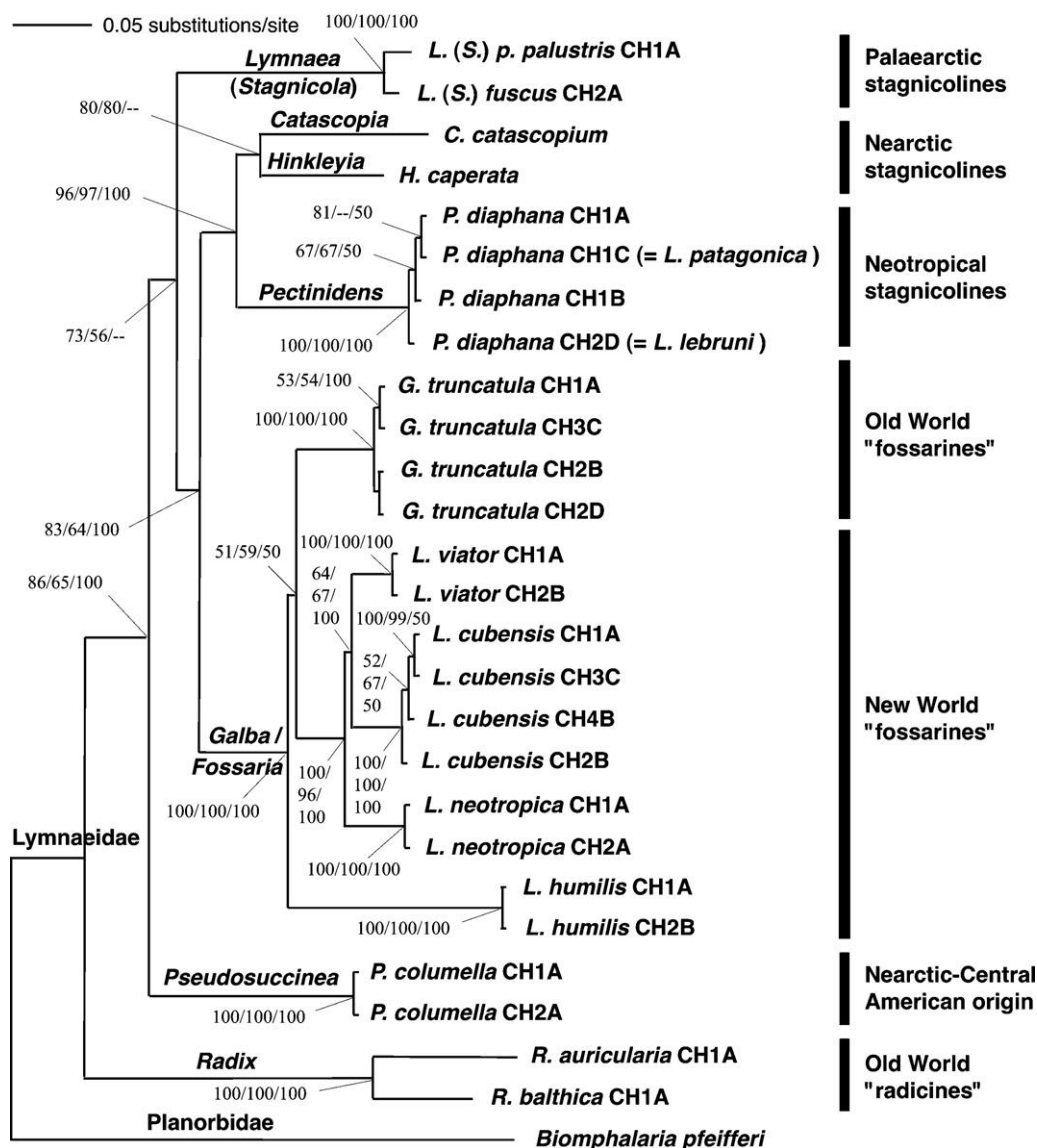 0.05 substitutions/site
100/100/100
Lymnaea
(Stagnicola)
L. (S.) p. palustris CH1A
L. (S.) fuscus CH2A
Palaearctic
stagnicolines
80/80/--
Catascopia
C. catascopium
Hinkleyia
H. caperata
Nearctic
stagnicolines
96/97/100
81/--/50
P. diaphana CH1A
67/67/50
P. diaphana CH1C (= L. patagonica )
Pectinidens
P. diaphana CH1B
100/100/100
P. diaphana CH2D (= L. lebruni )
Neotropical
stagnicolines
73/56/--
53/54/100
G. truncatula CH1A
100/100/100
G. truncatula CH3C
G. truncatula CH2B
G. truncatula CH2D
Old World
"fossarines"
83/64/100
51/59/50
100/100/100
L. viator CH1A
64/
67/
100
L. viator CH2B
86/65/100
100/99/50
L. cubensis CH1A
52/
67/
50
L. cubensis CH3C
L. cubensis CH4B
Galba /
Fossaria
L. cubensis CH2B
100/
100/
100
100/
96/
100
100/100/100
L. neotropica CH1A
L. neotropica CH2A
100/100/100
L. humilis CH1A
100/100/100
L. humilis CH2B
New World
"fossarines"
Lymnaeidae
Pseudosuccinea
P. columella CH1A
100/100/100
P. columella CH2A
Nearctic-Central
American origin
Radix
R. auricularia CH1A
100/100/100
R. balthica CH1A
Old World
"radicines"
Planorbidae
Biomphalaria pfeifferi